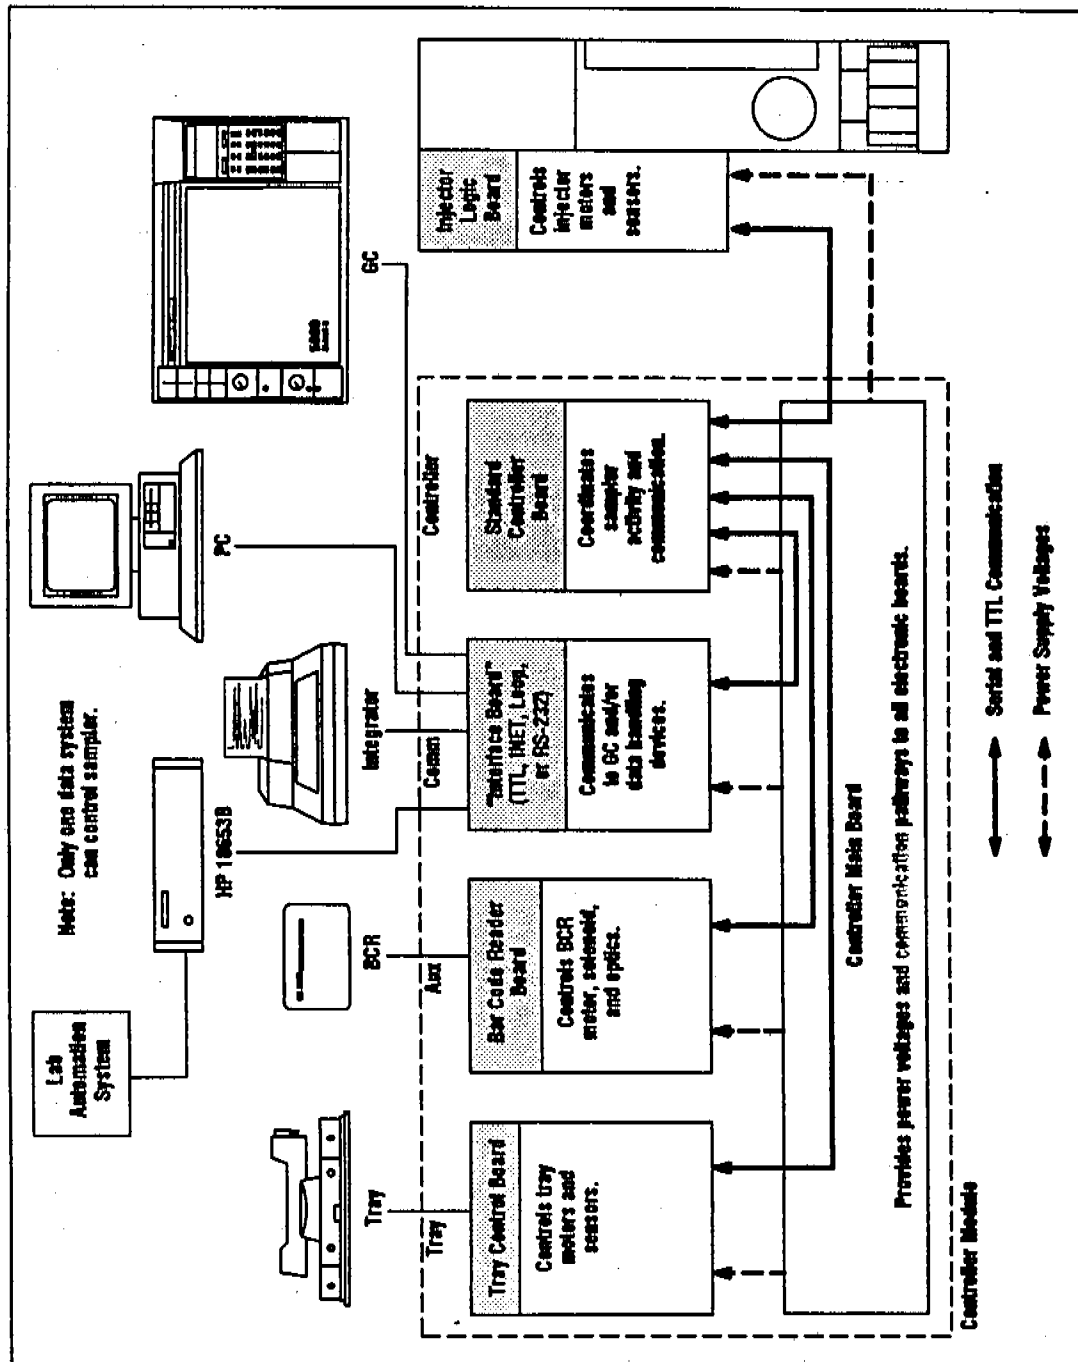 Note: Only one data system
can control sampler.
Lab
Automation
System
HP 18653B
Integrator
PC
GC
BCR
Tray
Tray
Aux
Comm
Controller
Tray Control Board
Controls tray
motors and
sensors.
Bar Code Reader
Board
Controls BCR
motor, solenoid,
and optics.
"Interface Board"
(TTL, INET, Loop,
or RS-232)
Communicates
to GC and/or
data handling
devices.
Standard
Controller
Board
Coordinates
sampler
activity and
communication.
Injector
Logic
Board
Controls
injector
motors
and
sensors.
Controller Main Board
Provides power voltages and communication pathways to all electronic boards.
Controller Module
Serial and TTL Communication
Power Supply Voltages